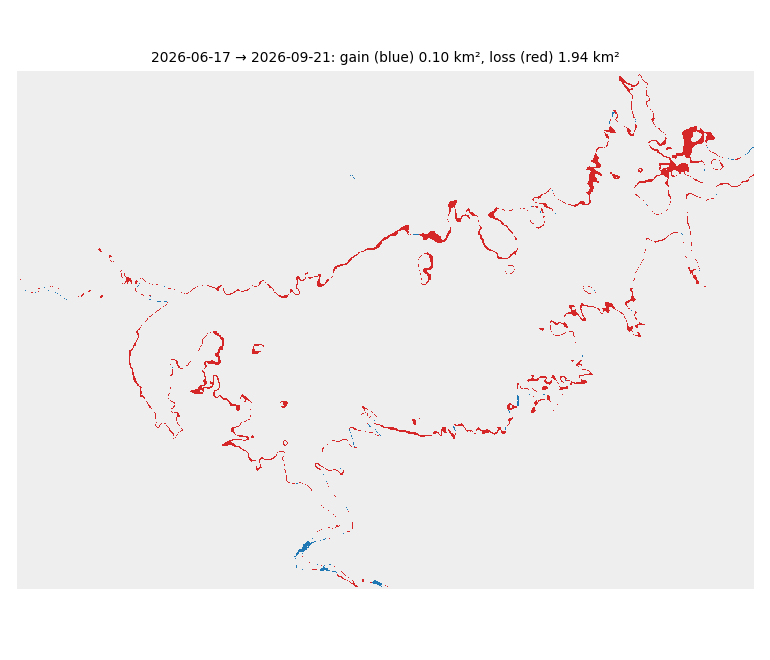 2026-06-17 → 2026-09-21: gain (blue) 0.10 km², loss (red) 1.94 km²